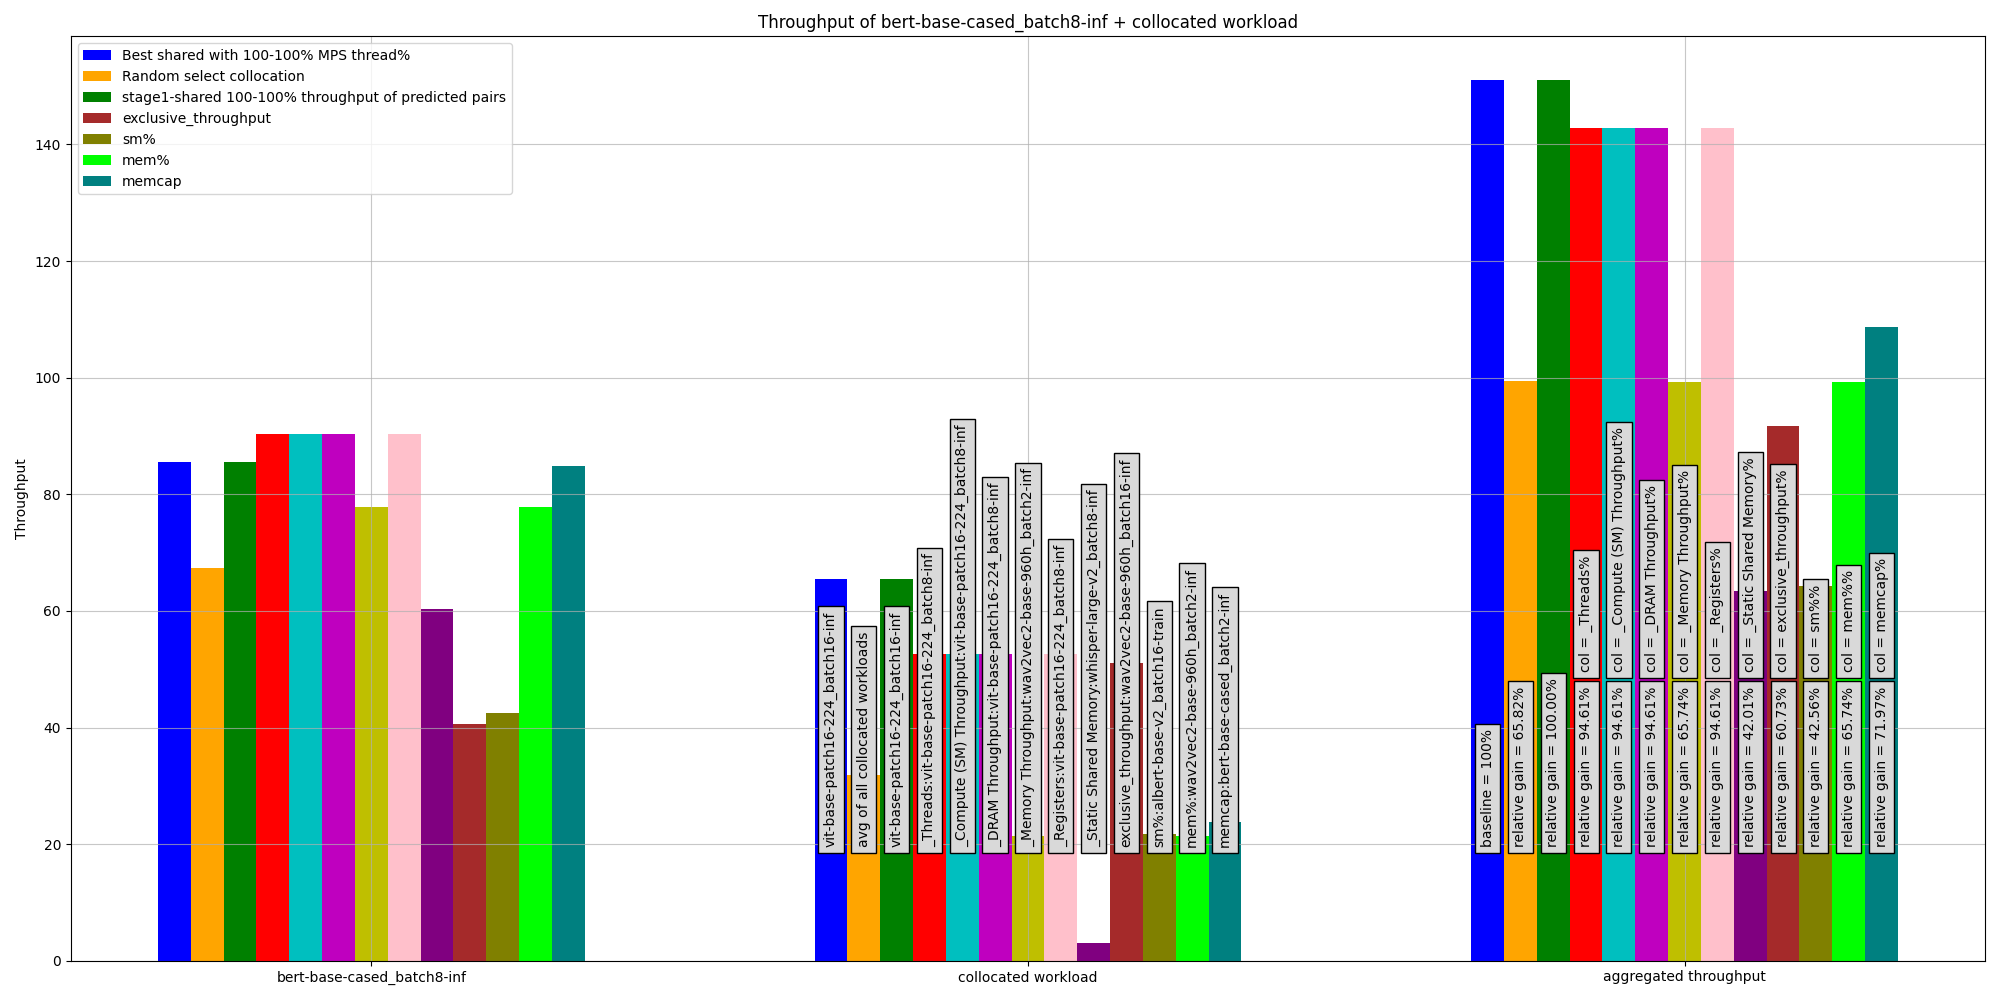 Throughput of bert-base-cased_batch8-inf + collocated workload
Best shared with 100-100% MPS thread%
Random select collocation
stage1-shared 100-100% throughput of predicted pairs
exclusive_throughput
sm%
mem%
memcap
Throughput
140
120
100
80
60
40
20
0
vit-base-patch16-224_batch16-inf
avg of all collocated workloads
vit-base-patch16-224_batch16-inf
_Threads:vit-base-patch16-224_batch8-inf
_Compute (SM) Throughput:vit-base-patch16-224_batch8-inf
_DRAM Throughput:vit-base-patch16-224_batch8-inf
_Memory Throughput:wav2vec2-base-960h_batch2-inf
_Registers:vit-base-patch16-224_batch8-inf
_Static Shared Memory:whisper-large-v2_batch8-inf
exclusive_throughput:wav2vec2-base-960h_batch16-inf
sm%:albert-base-v2_batch16-train
mem%:wav2vec2-base-960h_batch2-inf
memcap:bert-base-cased_batch2-inf
baseline = 100%
relative gain = 65.82%
relative gain = 100.00%
relative gain = 94.61%
col = _Threads%
relative gain = 94.61%
col = _Compute (SM) Throughput%
relative gain = 94.61%
col = _DRAM Throughput%
relative gain = 65.74%
col = _Memory Throughput%
relative gain = 94.61%
col = _Registers%
relative gain = 42.01%
col = _Static Shared Memory%
relative gain = 60.73%
col = exclusive_throughput%
relative gain = 42.56%
col = sm%%
relative gain = 65.74%
col = mem%%
relative gain = 71.97%
col = memcap%
bert-base-cased_batch8-inf
collocated workload
aggregated throughput